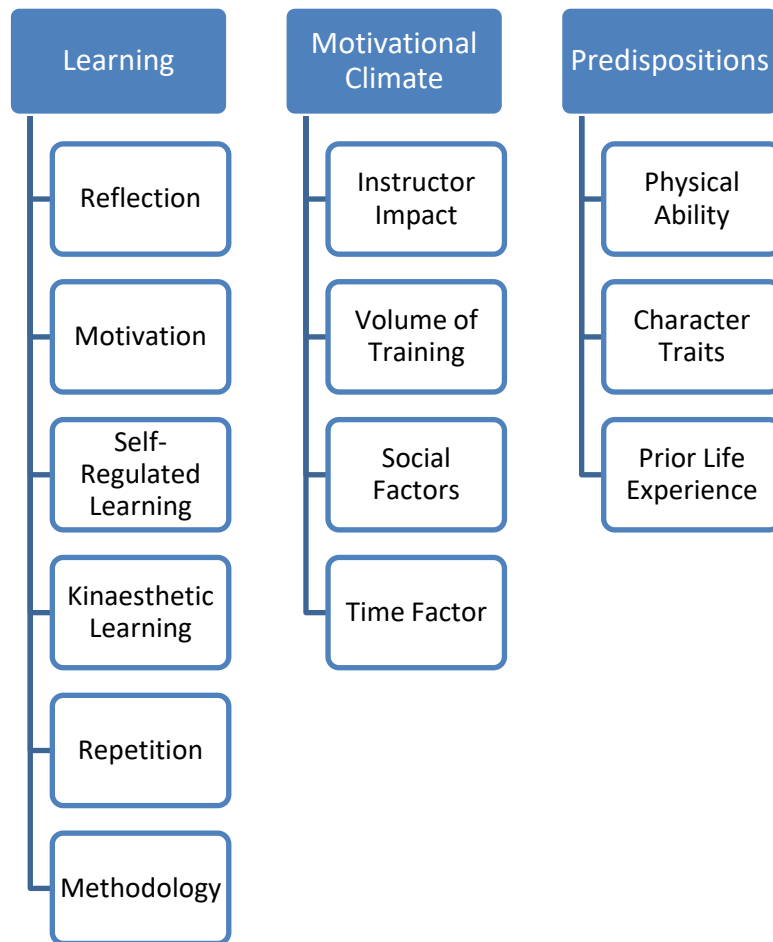 Learning
Reflection
Motivation
Self-
Regulated
Learning
Kinaesthetic
Learning
Repetition
Methodology
Motivational
Climate
Instructor
Impact
Volume of
Training
Social
Factors
Time Factor
Predispositions
Physical
Ability
Character
Traits
Prior Life
Experience